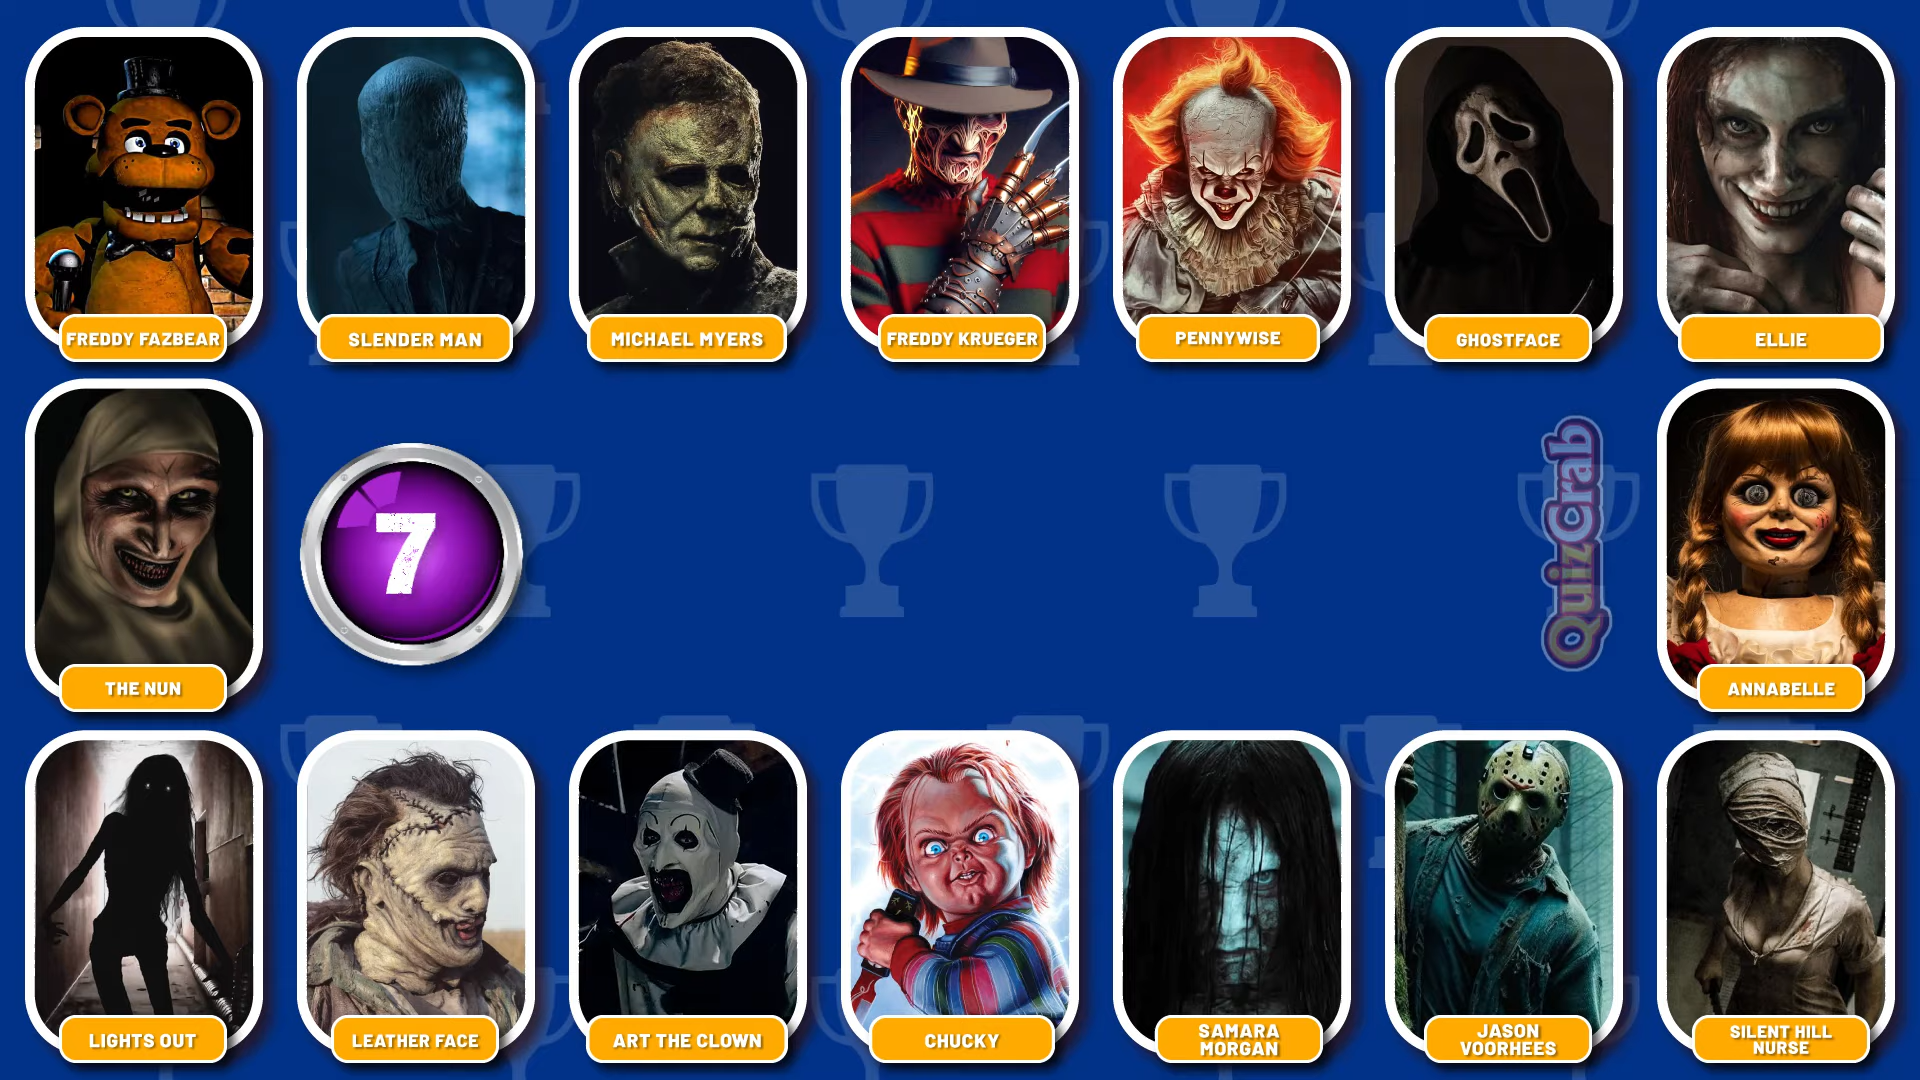 FREDDY FAZBEAR
SLENDER MAN
MICHAEL MYERS
FREDDY KRUEGER
PENNYWISE
GHOSTFACE
ELLIE
THE NUN
7
QuizCrab
ANNABELLE
LIGHTS OUT
LEATHER FACE
ART THE CLOWN
CHUCKY
SAMARA
MORGAN
JASON
VOORHEES
SILENT HILL
NURSE